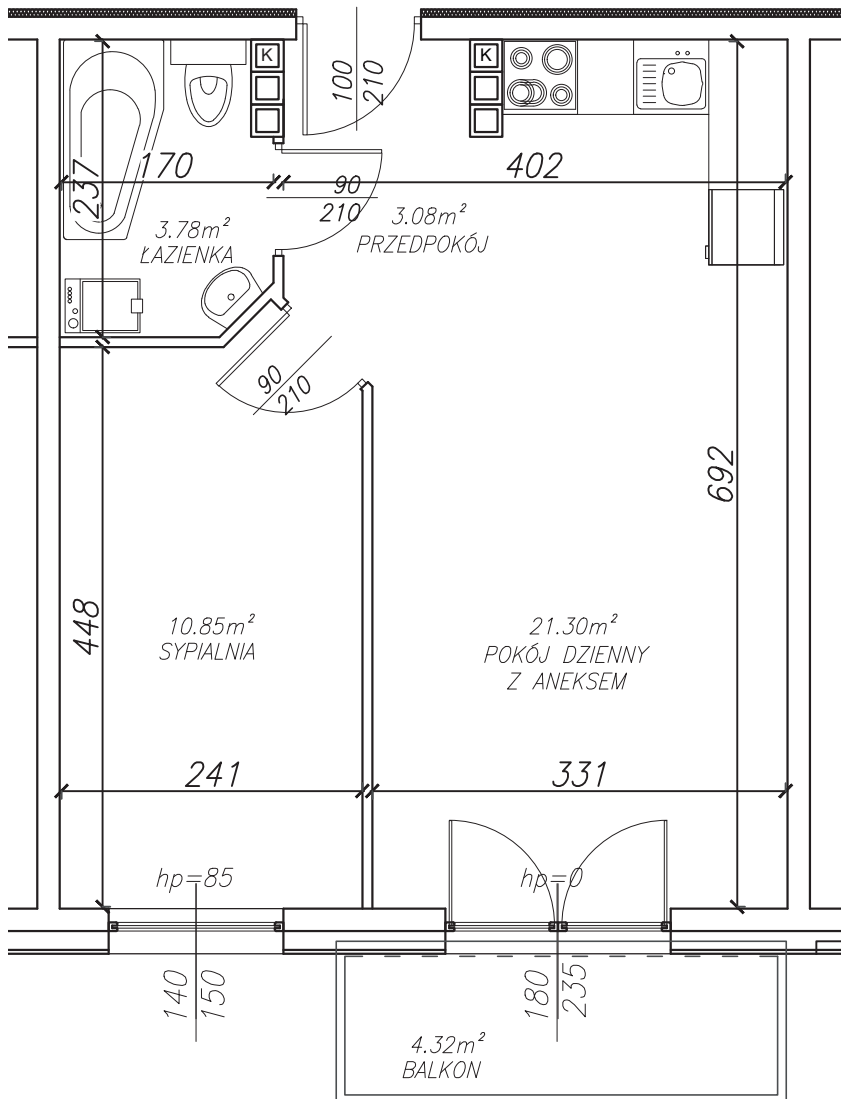 K
K
100
210
170
402
237
90
210
3.78m²
ŁAZIENKA
3.08m²
PRZEDPOKÓJ
90
210
692
448
10.85m²
SYPIALNIA
21.30m²
POKÓJ DZIENNY
Z ANEKSEM
241
331
hp=85
hp=0
140
150
180
235
4.32m²
BALKON